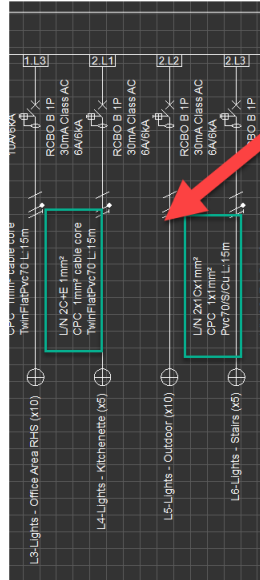 1.L3
2.L1
2.L2
2.L3
RCBO B 1P
30mA Class AC
6A/6kA
RCBO B 1P
30mA Class AC
6A/6kA
RCBO B 1P
30mA Class AC
6A/6kA
cable core
TwinFlatPvc70 L:15m
L/N 2C+E 1mm²
CPC 1mm² cable core
TwinFlatPvc70 L:15m
L/N 2x1Cx1mm²
CPC 1x1mm²
Pvc70/S/Cu L:15m
L3-Lights - Office Area RHS (x10)
L4-Lights - Kitchenette (x5)
L5-Lights - Outdoor (x10)
L6-Lights - Stairs (x5)